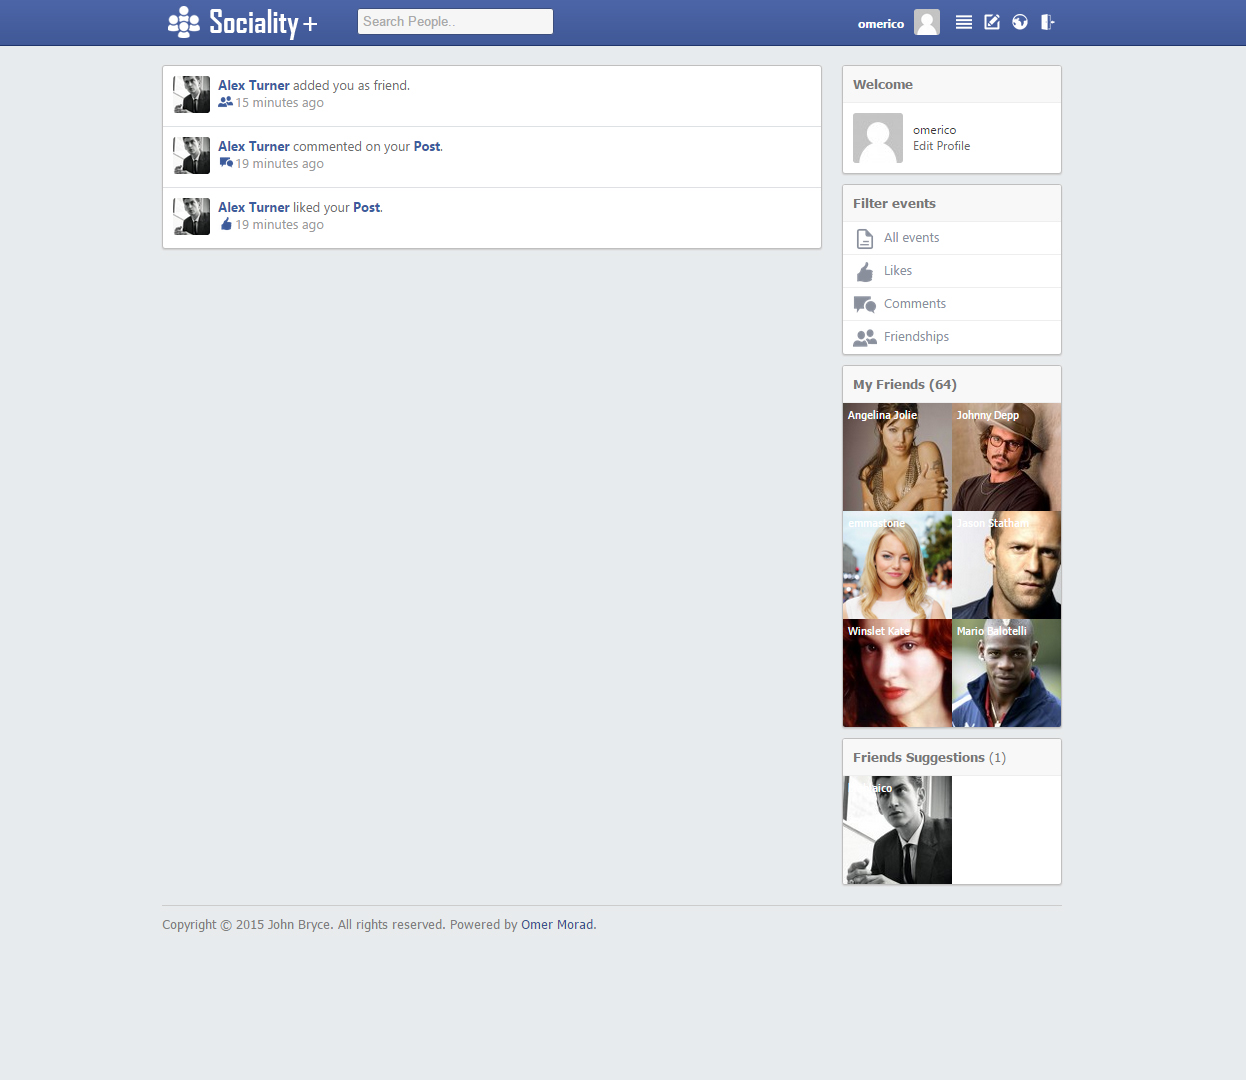 Sociality+
Search People..
omerico
Alex Turner added you as friend.
15 minutes ago
Alex Turner commented on your Post.
19 minutes ago
Alex Turner liked your Post.
19 minutes ago
Welcome
omerico
Edit Profile
Filter events
All events
Likes
Comments
Friendships
My Friends (64)
Angelina Jolie
Johnny Depp
emmastone
Jason Statham
Winslet Kate
Mario Balotelli
Friends Suggestions (1)
Copyright © 2015 John Bryce. All rights reserved. Powered by Omer Morad.